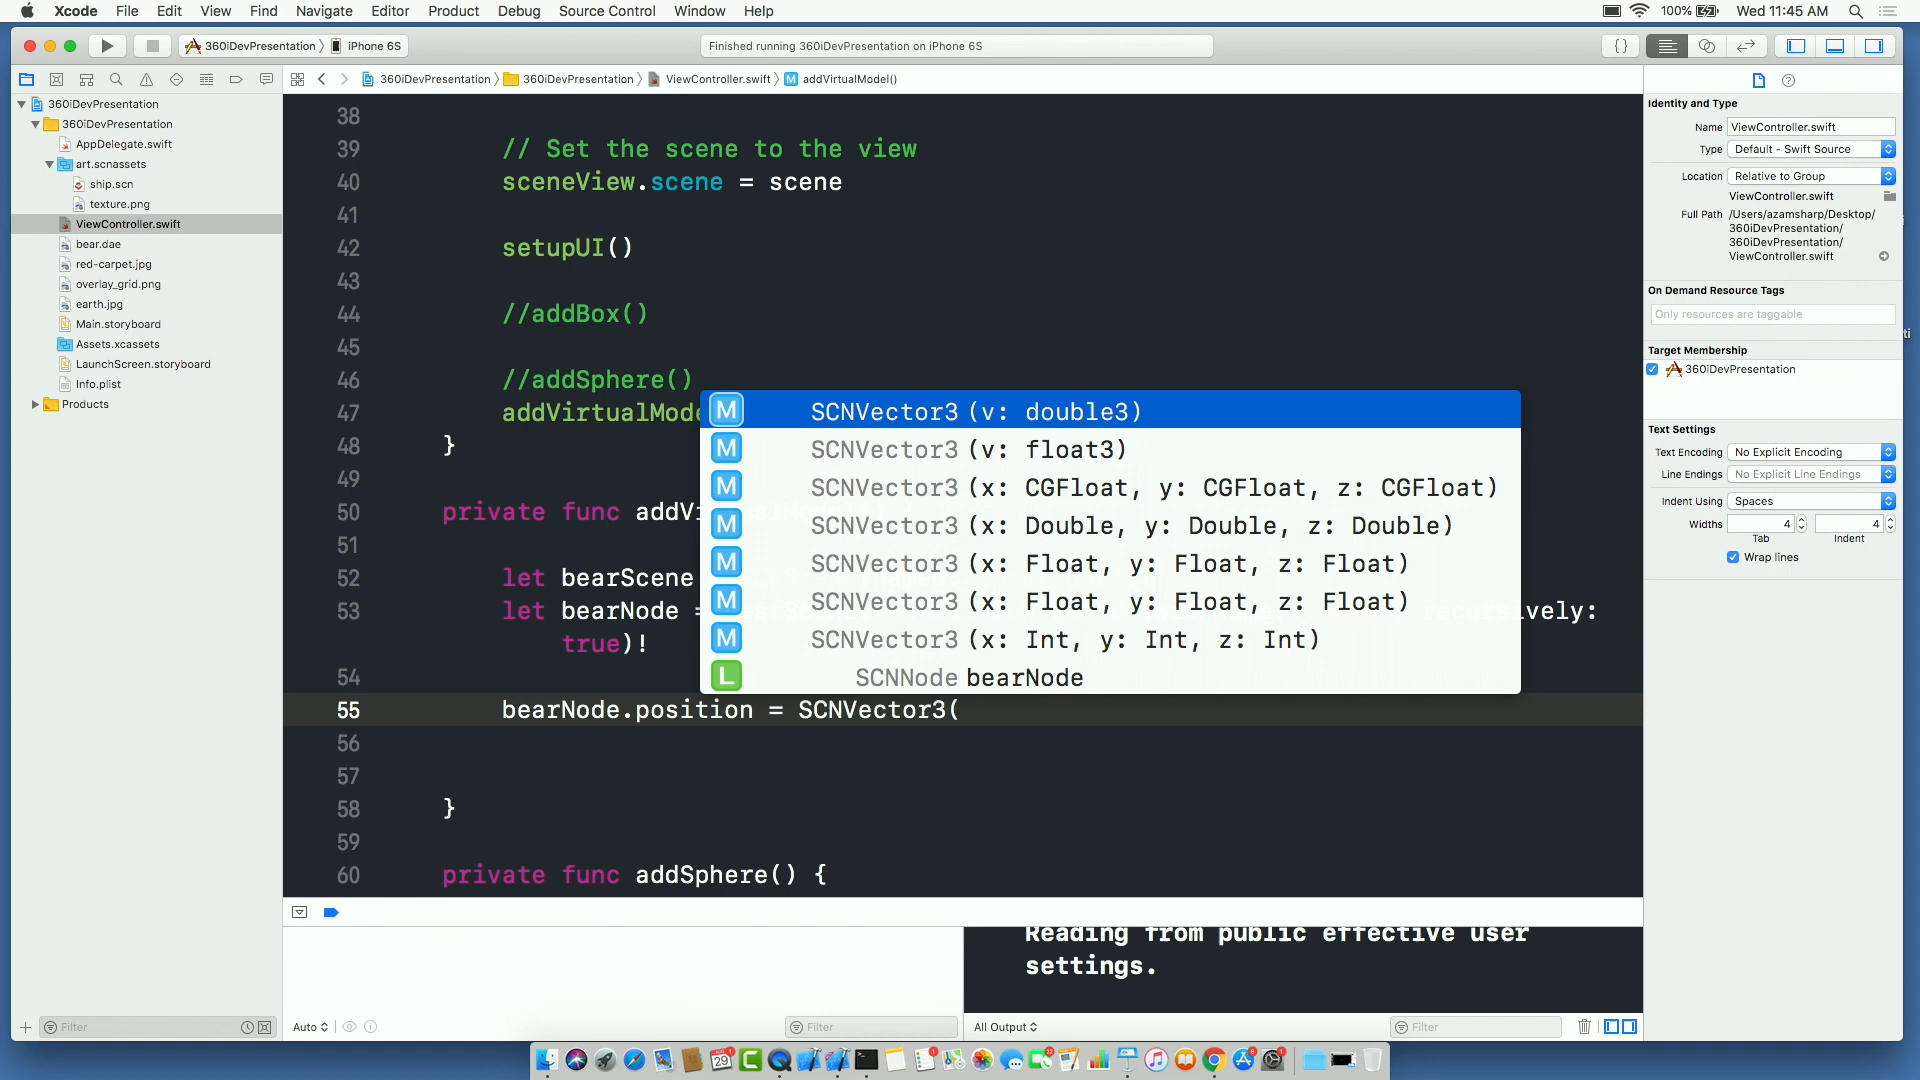 Xcode File Edit View Find Navigate Editor Product Debug Source Control Window Help
100% Wed 11:45 AM
360iDevPresentation iPhone 6S
Finished running 360iDevPresentation on iPhone 6S
360iDevPresentation 360iDevPresentation ViewController.swift M addVirtualModel()
360iDevPresentation
360iDevPresentation
AppDelegate.swift
art.scnassets
ship.scn
texture.png
ViewController.swift
bear.dae
red-carpet.jpg
overlay_grid.png
earth.jpg
Main.storyboard
Assets.xcassets
LaunchScreen.storyboard
Info.plist
Products
Filter
38
39 // Set the scene to the view
40 sceneView.scene = scene
41
42 setupUI()
43
44 //addBox()
45
46 //addSphere()
47 addVirtualMode
48 }
49
50 private func addVi
51
52 let bearScene
53 let bearNode = recursively:
true)!
54
55 bearNode.position = SCNVector3(
56
57
58 }
59
60 private func addSphere() {
M SCNVector3 (v: double3)
M SCNVector3 (v: float3)
M SCNVector3 (x: CGFloat, y: CGFloat, z: CGFloat)
M SCNVector3 (x: Double, y: Double, z: Double)
M SCNVector3 (x: Float, y: Float, z: Float)
M SCNVector3 (x: Float, y: Float, z: Float)
M SCNVector3 (x: Int, y: Int, z: Int)
L SCNNode bearNode
Reading from public effective user
settings.
Auto
Filter
All Output
Filter
Identity and Type
Name ViewController.swift
Type Default - Swift Source
Location Relative to Group
ViewController.swift
Full Path /Users/azamsharp/Desktop/
360iDevPresentation/
360iDevPresentation/
ViewController.swift
On Demand Resource Tags
Only resources are taggable
Target Membership
360iDevPresentation
Text Settings
Text Encoding No Explicit Encoding
Line Endings No Explicit Line Endings
Indent Using Spaces
Widths 4 4
Tab Indent
Wrap lines
29